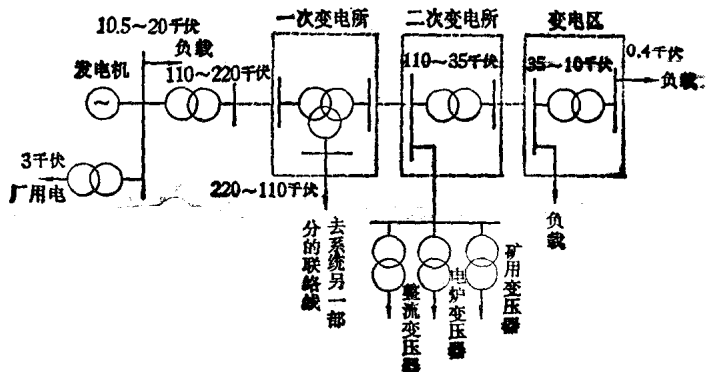 一次变电所
二次变电所
变电区
10.5~20千伏
负载
发电机
110~220千伏
110~35千伏
35~10千伏
0.4千伏
负载
~
3千伏
厂用电
220~110千伏
去系统另一部
分的联络线
负载
整流变压器
电炉变压器
矿用变压器